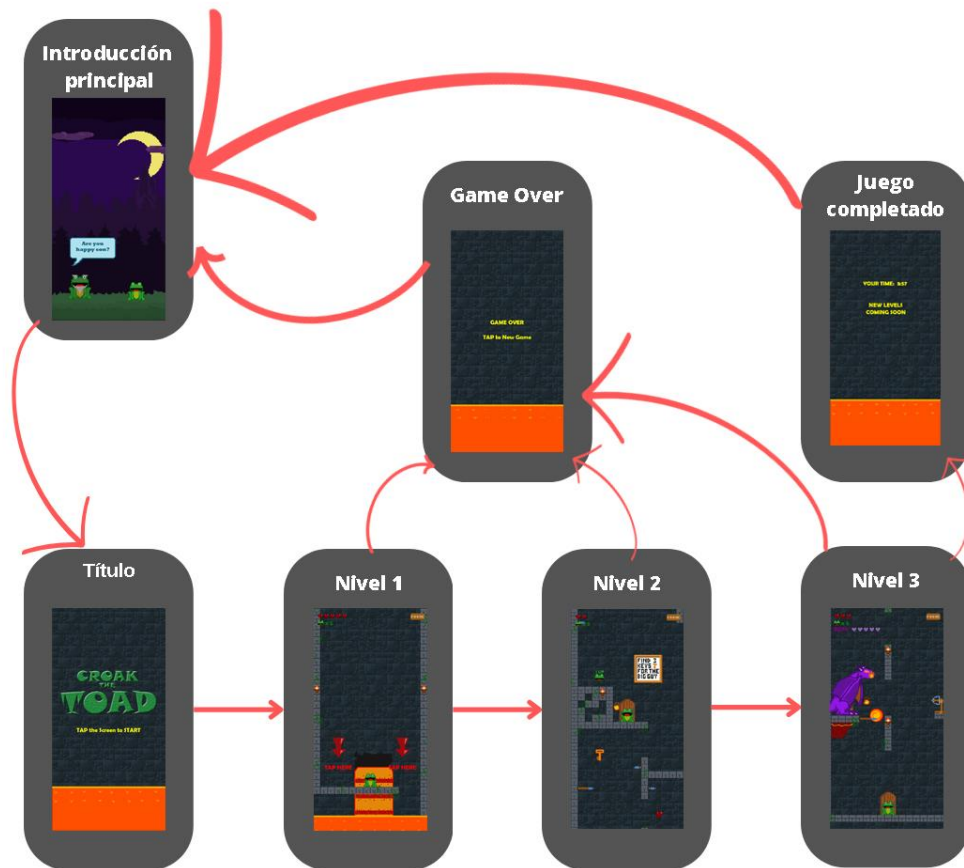 Introducción
principal
Are you
happy son?
Game Over
GAME OVER
TAP to New Game
Juego
completado
YOUR TIME: 9:57
NEW LEVELS
COMING SOON
Título
CROAK
THE
TOAD
TAP the Screen to START
Nivel 1
TAP HERE
TAP HERE
Nivel 2
FIND 3
KEYS
FOR THE
BIG GUY
Nivel 3